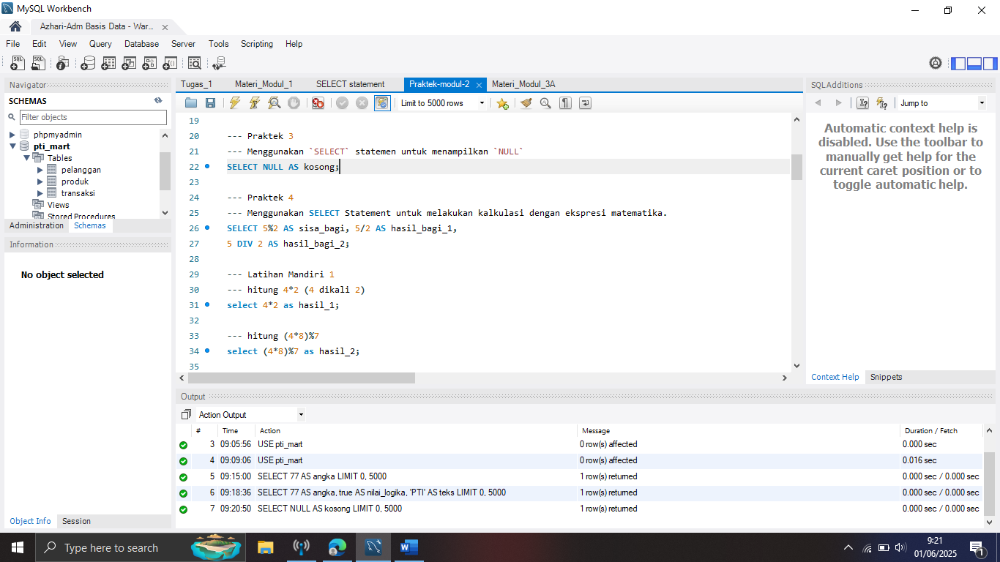 MySQL Workbench
Azhari-Adm Basis Data - War...
File Edit View Query Database Server Tools Scripting Help
Navigator
SCHEMAS
Filter objects
phpmyadmin
pti_mart
Tables
pelanggan
produk
transaksi
Views
Stored Procedures
Administration Schemas
Information
No object selected
Object Info Session
Tugas_1 Materi_Modul_1 SELECT statement Praktek-modul-2 Materi_Modul_3A
Limit to 5000 rows
19
20 --- Praktek 3
21 --- Menggunakan `SELECT` statemen untuk menampilkan `NULL`
22 SELECT NULL AS kosong;
23
24 --- Praktek 4
25 --- Menggunakan SELECT Statement untuk melakukan kalkulasi dengan ekspresi matematika.
26 SELECT 5%2 AS sisa_bagi, 5/2 AS hasil_bagi_1,
27 5 DIV 2 AS hasil_bagi_2;
28
29 --- Latihan Mandiri 1
30 --- hitung 4*2 (4 dikali 2)
31 select 4*2 as hasil_1;
32
33 --- hitung (4*8)%7
34 select (4*8)%7 as hasil_2;
35
SQLAdditions
Jump to
Automatic context help is
disabled. Use the toolbar to
manually get help for the
current caret position or to
toggle automatic help.
Context Help Snippets
Output
Action Output
# Time Action Message Duration / Fetch
3 09:05:56 USE pti_mart 0 row(s) affected 0.000 sec
4 09:09:06 USE pti_mart 0 row(s) affected 0.016 sec
5 09:15:00 SELECT 77 AS angka LIMIT 0, 5000 1 row(s) returned 0.000 sec / 0.000 sec
6 09:18:36 SELECT 77 AS angka, true AS nilai_logika, 'PTI' AS teks LIMIT 0, 5000 1 row(s) returned 0.000 sec / 0.000 sec
7 09:20:50 SELECT NULL AS kosong LIMIT 0, 5000 1 row(s) returned 0.000 sec / 0.000 sec
Type here to search
9:21
01/06/2025
1